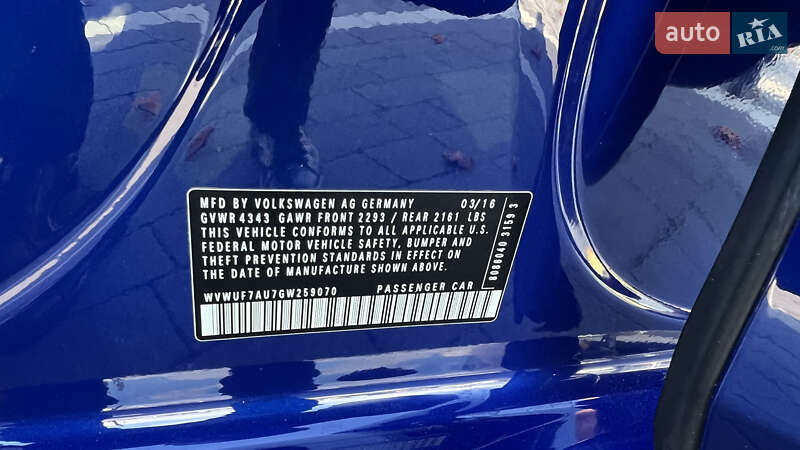 auto RIA
.com
MFD BY VOLKSWAGEN AG GERMANY 03/16
GVWR 4343 GAWR FRONT 2293 / REAR 2161 LBS
THIS VEHICLE CONFORMS TO ALL APPLICABLE U.S.
FEDERAL MOTOR VEHICLE SAFETY, BUMPER AND
THEFT PREVENTION STANDARDS IN EFFECT ON
THE DATE OF MANUFACTURE SHOWN ABOVE.
WVWUF7AU7GW259070 PASSENGER CAR
8086040 3159 3